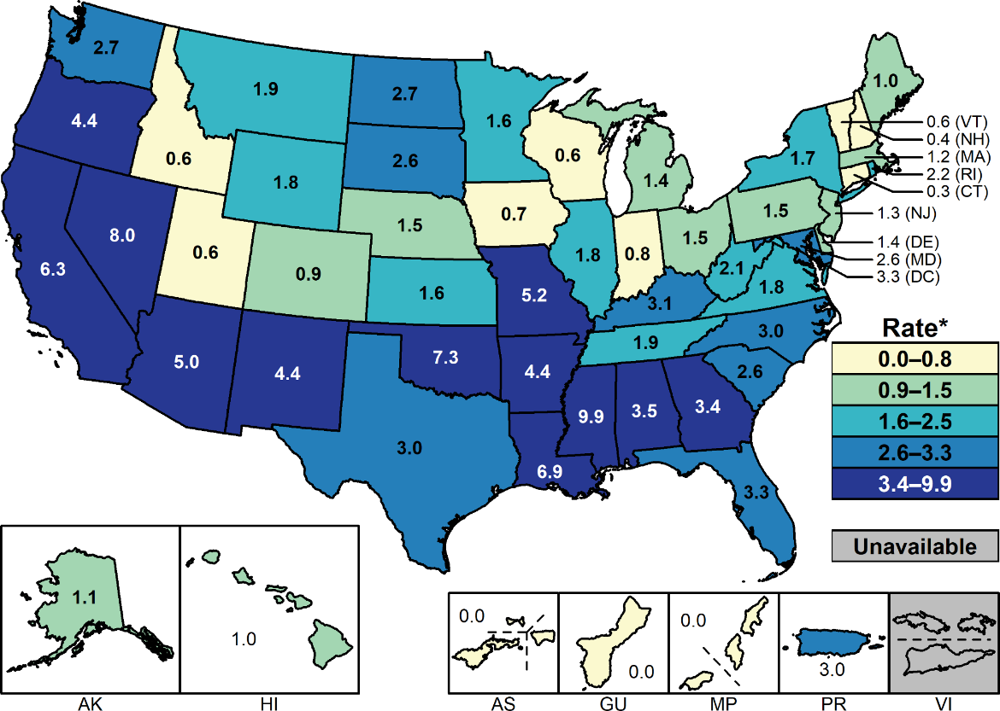 2.7
1.9
2.7
1.6
1.0
4.4
0.6
1.8
2.6
0.6
1.4
1.7
0.6 (VT)
0.4 (NH)
1.2 (MA)
2.2 (RI)
0.3 (CT)
6.3
8.0
0.6
0.9
1.5
1.6
0.7
1.8
0.8
1.5
1.5
1.3 (NJ)
1.4 (DE)
2.6 (MD)
3.3 (DC)
5.2
3.1
2.1
1.8
5.0
4.4
7.3
4.4
1.9
3.0
2.6
3.0
6.9
9.9
3.5
3.4
3.3
Rate*
0.0–0.8
0.9–1.5
1.6–2.5
2.6–3.3
3.4–9.9
Unavailable
1.1
1.0
0.0
0.0
0.0
3.0
AK
HI
AS
GU
MP
PR
VI